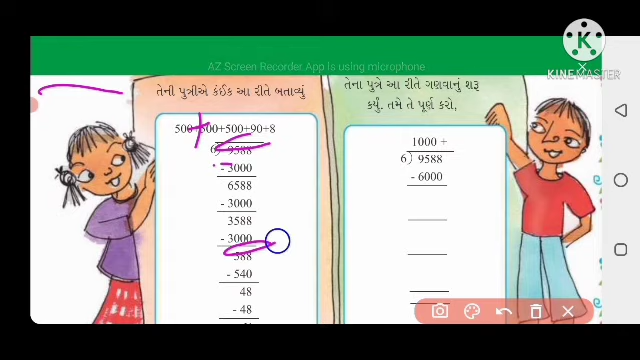 AZ Screen Recorder App is using microphone
KINEMASTER
તેની પુત્રીએ કંઈક આ રીતે બતાવ્યું
500+500+500+90+8
6) 9588
- 3000
6588
- 3000
3588
- 3000
588
- 540
48
- 48
તેના પુત્રે આ રીતે ગણવાનું શરૂ
કર્યું. તમે તે પૂર્ણ કરો,
1000 +
6) 9588
- 6000